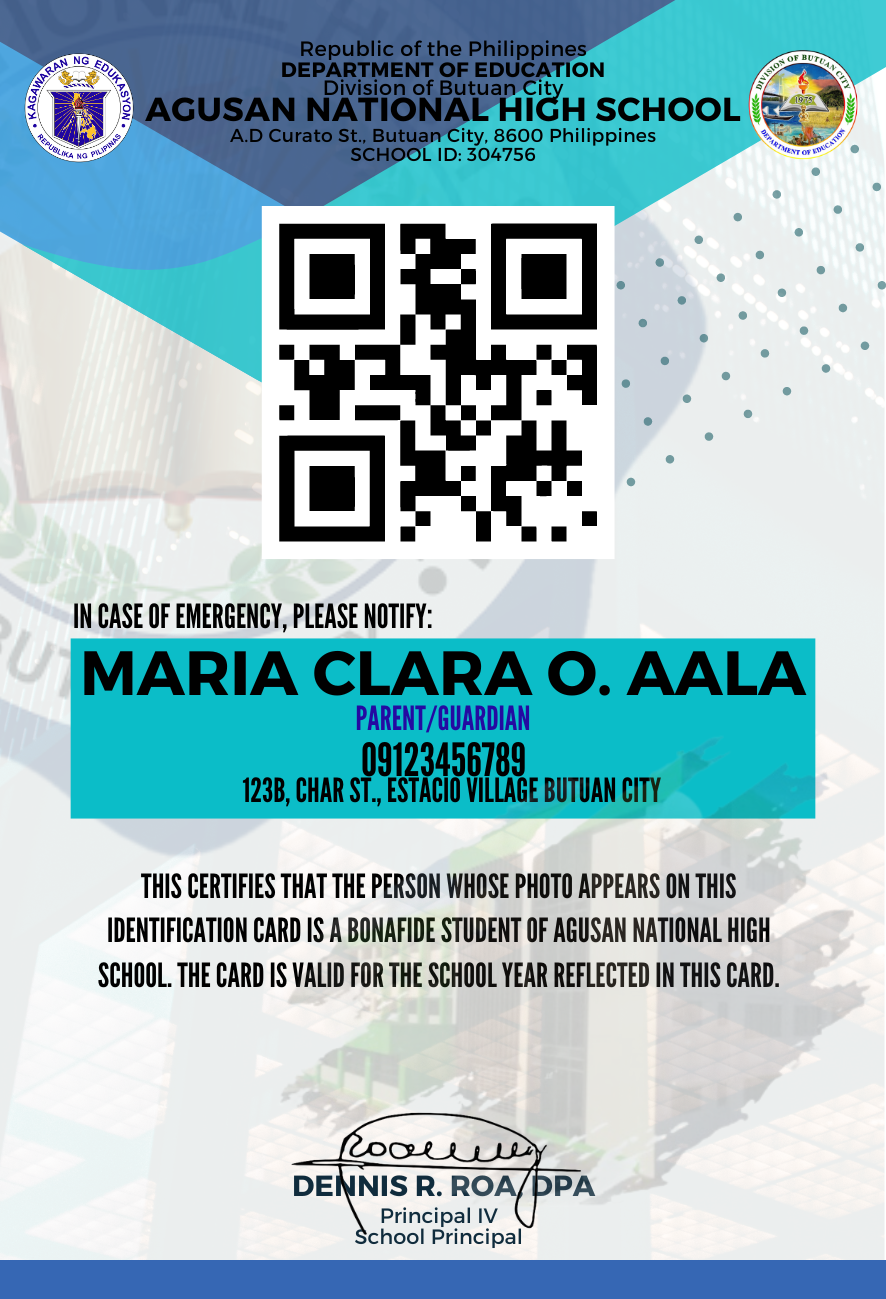 Republic of the Philippines
DEPARTMENT OF EDUCATION
Division of Butuan City
AGUSAN NATIONAL HIGH SCHOOL
A.D Curato St., Butuan City, 8600 Philippines
SCHOOL ID: 304756
KAGAWARAN NG EDUKASYON
REPUBLIKA NG PILIPINAS
DIVISION OF BUTUAN CITY
1975
DEPARTMENT OF EDUCATION
IN CASE OF EMERGENCY, PLEASE NOTIFY:
MARIA CLARA O. AALA
PARENT/GUARDIAN
09123456789
123B, CHAR ST., ESTACIO VILLAGE BUTUAN CITY
THIS CERTIFIES THAT THE PERSON WHOSE PHOTO APPEARS ON THIS
IDENTIFICATION CARD IS A BONAFIDE STUDENT OF AGUSAN NATIONAL HIGH
SCHOOL. THE CARD IS VALID FOR THE SCHOOL YEAR REFLECTED IN THIS CARD.
DENNIS R. ROA, DPA
Principal IV
School Principal